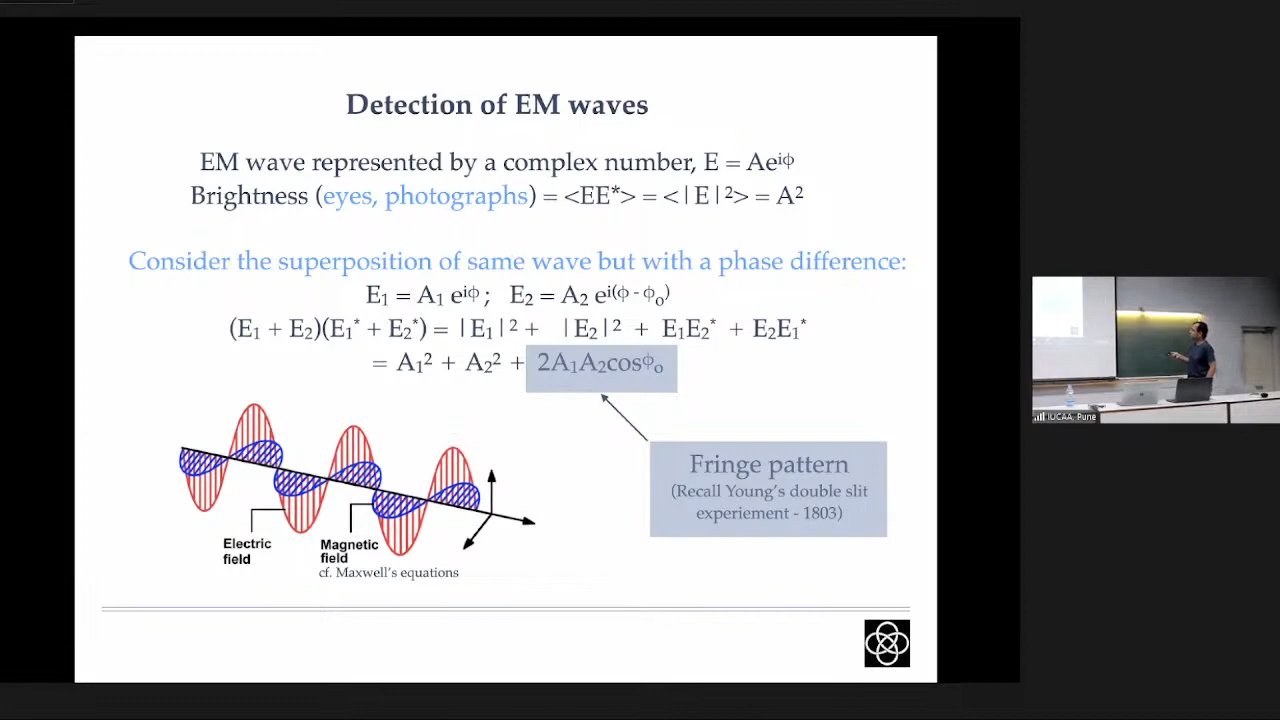 Detection of EM waves
EM wave represented by a complex number, E = Ae^iφ
Brightness (eyes, photographs) = <EE*> = <|E|²> = A²
Consider the superposition of same wave but with a phase difference:
E₁ = A₁ e^iφ ; E₂ = A₂ e^i(φ - φₒ)
(E₁ + E₂)(E₁* + E₂*) = |E₁|² + |E₂|² + E₁E₂* + E₂E₁*
= A₁² + A₂² + 2A₁A₂cosφₒ
Fringe pattern
(Recall Young's double slit
experiement - 1803)
Electric
field
Magnetic
field
cf. Maxwell's equations
IUCAA, Pune